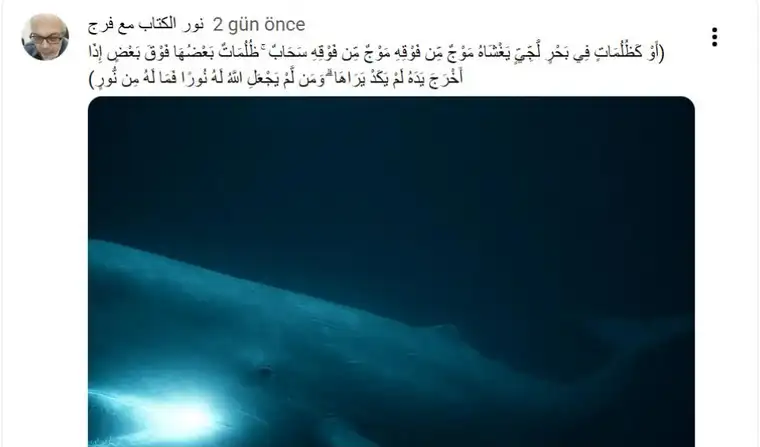 نور الكتاب مع فرج 2 gün önce
(أَوْ كَظُلُمَاتٍ فِي بَحْرٍ لُّجِّيٍّ يَغْشَاهُ مَوْجٌ مِّن فَوْقِهِ مَوْجٌ مِّن فَوْقِهِ سَحَابٌ ۚ ظُلُمَاتٌ بَعْضُهَا فَوْقَ بَعْضٍ إِذَا
أَخْرَجَ يَدَهُ لَمْ يَكَدْ يَرَاهَا ۗ وَمَن لَّمْ يَجْعَلِ اللَّهُ لَهُ نُورًا فَمَا لَهُ مِن نُّورٍ)